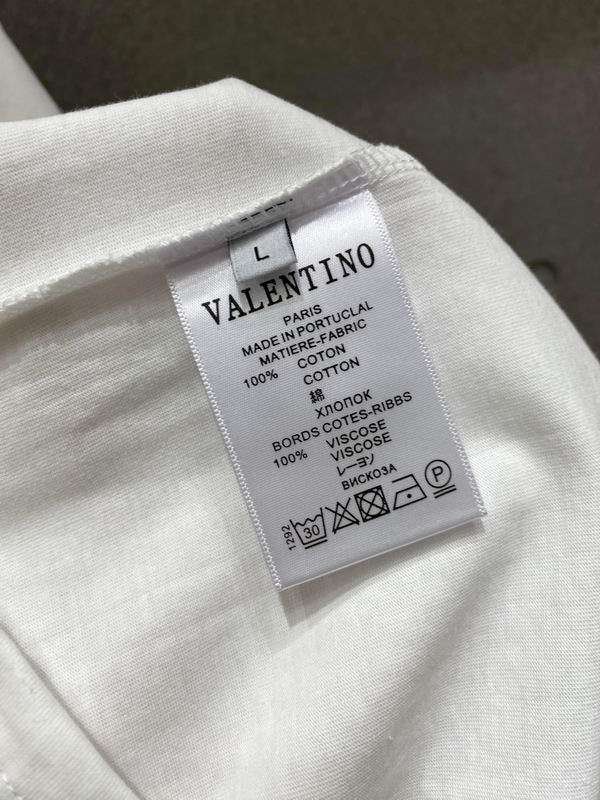 L
VALENTINO
PARIS
MADE IN PORTUCLAL
MATIERE-FABRIC
100% COTON
COTTON
綿
ХЛОПОК
BORDS COTES-RIBBS
100% VISCOSE
VISCOSE
レーヨン
ВИСКОЗА
1292 30 P